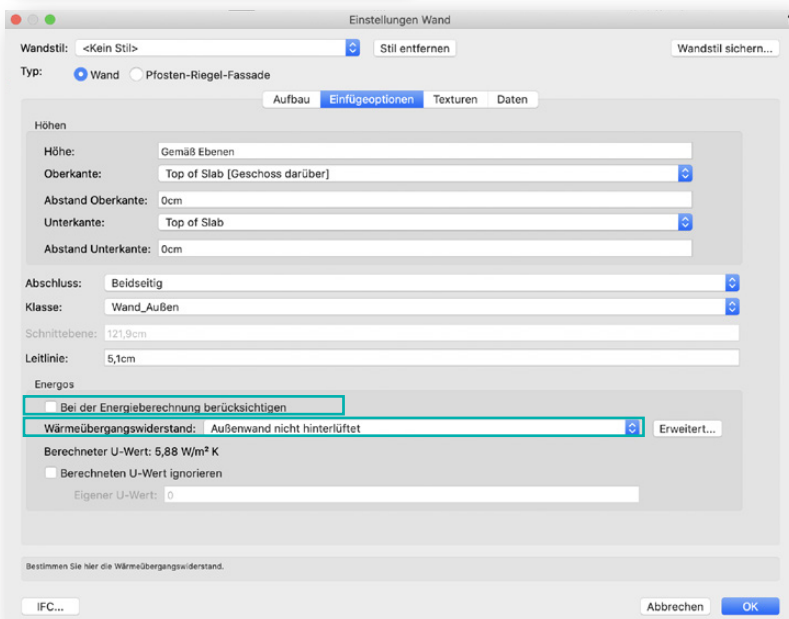 Einstellungen Wand
Wandstil: <Kein Stil> Stil entfernen Wandstil sichern...
Typ: Wand Pfosten-Riegel-Fassade
Aufbau Einfügeoptionen Texturen Daten
Höhen
Höhe: Gemäß Ebenen
Oberkante: Top of Slab [Geschoss darüber]
Abstand Oberkante: 0cm
Unterkante: Top of Slab
Abstand Unterkante: 0cm
Abschluss: Beidseitig
Klasse: Wand_Außen
Schnittebene: 121,9cm
Leitlinie: 5,1cm
Energos
Bei der Energieberechnung berücksichtigen
Wärmeübergangswiderstand: Außenwand nicht hinterlüftet Erweitert...
Berechneter U-Wert: 5,88 W/m² K
Berechneten U-Wert ignorieren
Eigener U-Wert: 0
Bestimmen Sie hier die Wärmeübergangswiderstand.
IFC... Abbrechen OK